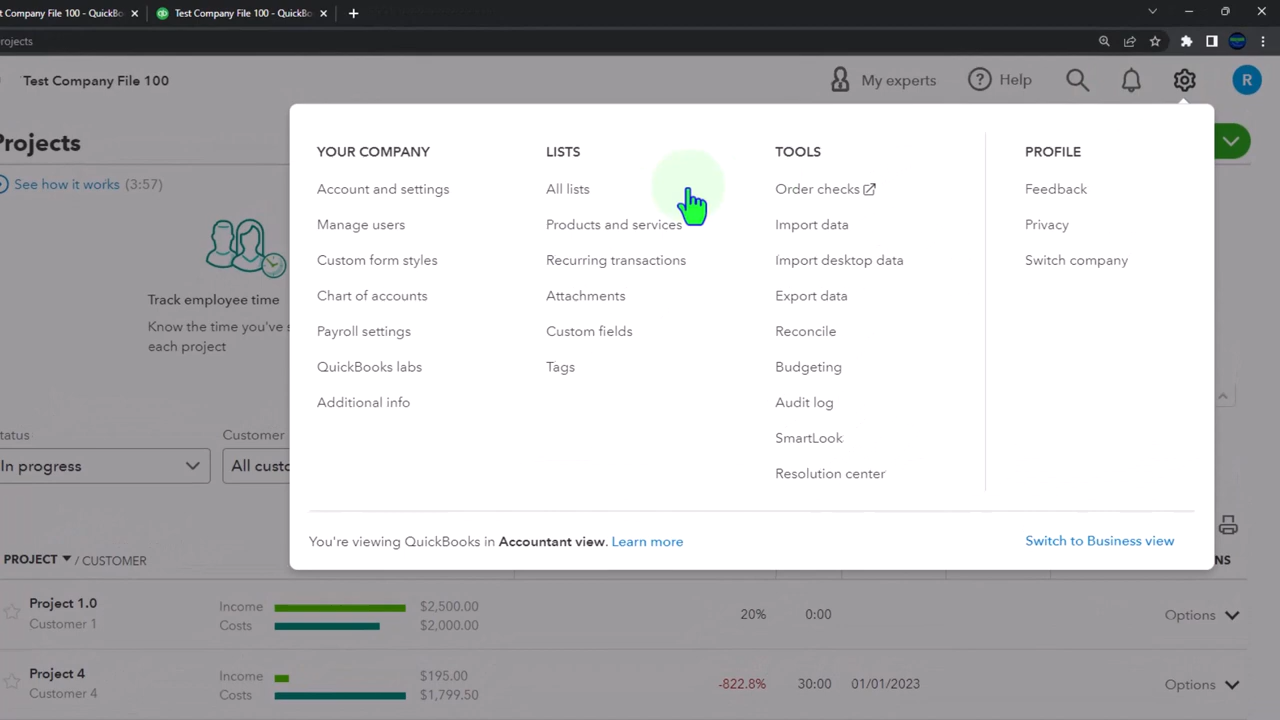 t Company File 100 - QuickBo
Test Company File 100 - QuickBo
rojects
Test Company File 100
My experts
Help
R
Projects
See how it works (3:57)
Track employee time
Know the time you've s
each project
YOUR COMPANY
Account and settings
Manage users
Custom form styles
Chart of accounts
Payroll settings
QuickBooks labs
Additional info
LISTS
All lists
Products and services
Recurring transactions
Attachments
Custom fields
Tags
TOOLS
Order checks
Import data
Import desktop data
Export data
Reconcile
Budgeting
Audit log
SmartLook
Resolution center
PROFILE
Feedback
Privacy
Switch company
You're viewing QuickBooks in Accountant view. Learn more
Switch to Business view
tatus
In progress
Customer
All custo
PROJECT / CUSTOMER
NS
Project 1.0
Customer 1
Income $2,500.00
Costs $2,000.00
20%
0:00
Options
Project 4
Customer 4
Income $195.00
Costs $1,799.50
-822.8%
30:00
01/01/2023
Options